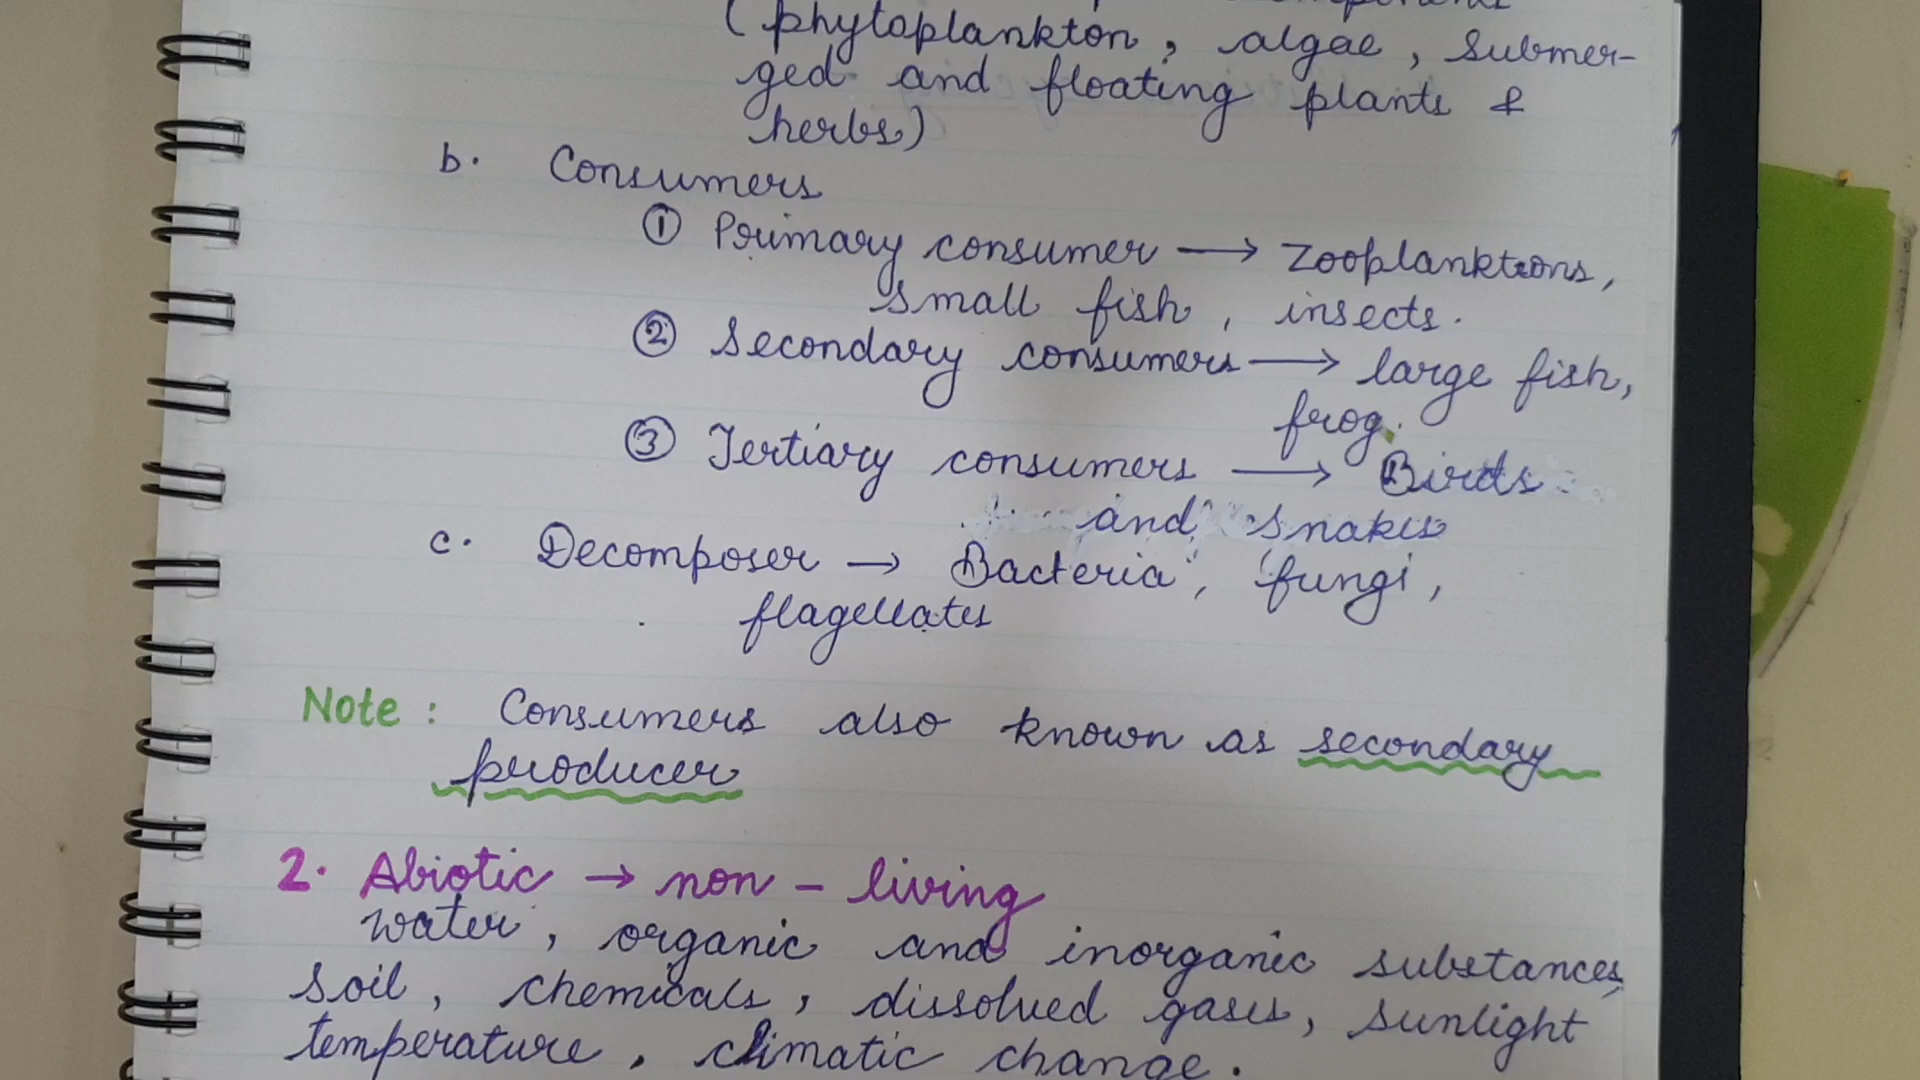 (phytoplankton, algae, submer-
ged and floating plants &
herbs)
b. Consumers
① Primary consumer → zooplanktons,
small fish, insects.
② Secondary consumers → large fish,
frog.
③ Tertiary consumers → Birds
and snakes
c. Decomposer → Bacteria, fungi,
flagellates
Note : Consumers also known as secondary
producer
2. Abiotic → non - living
water, organic and inorganic substances,
soil, chemicals, dissolved gases, sunlight
temperature, climatic change.